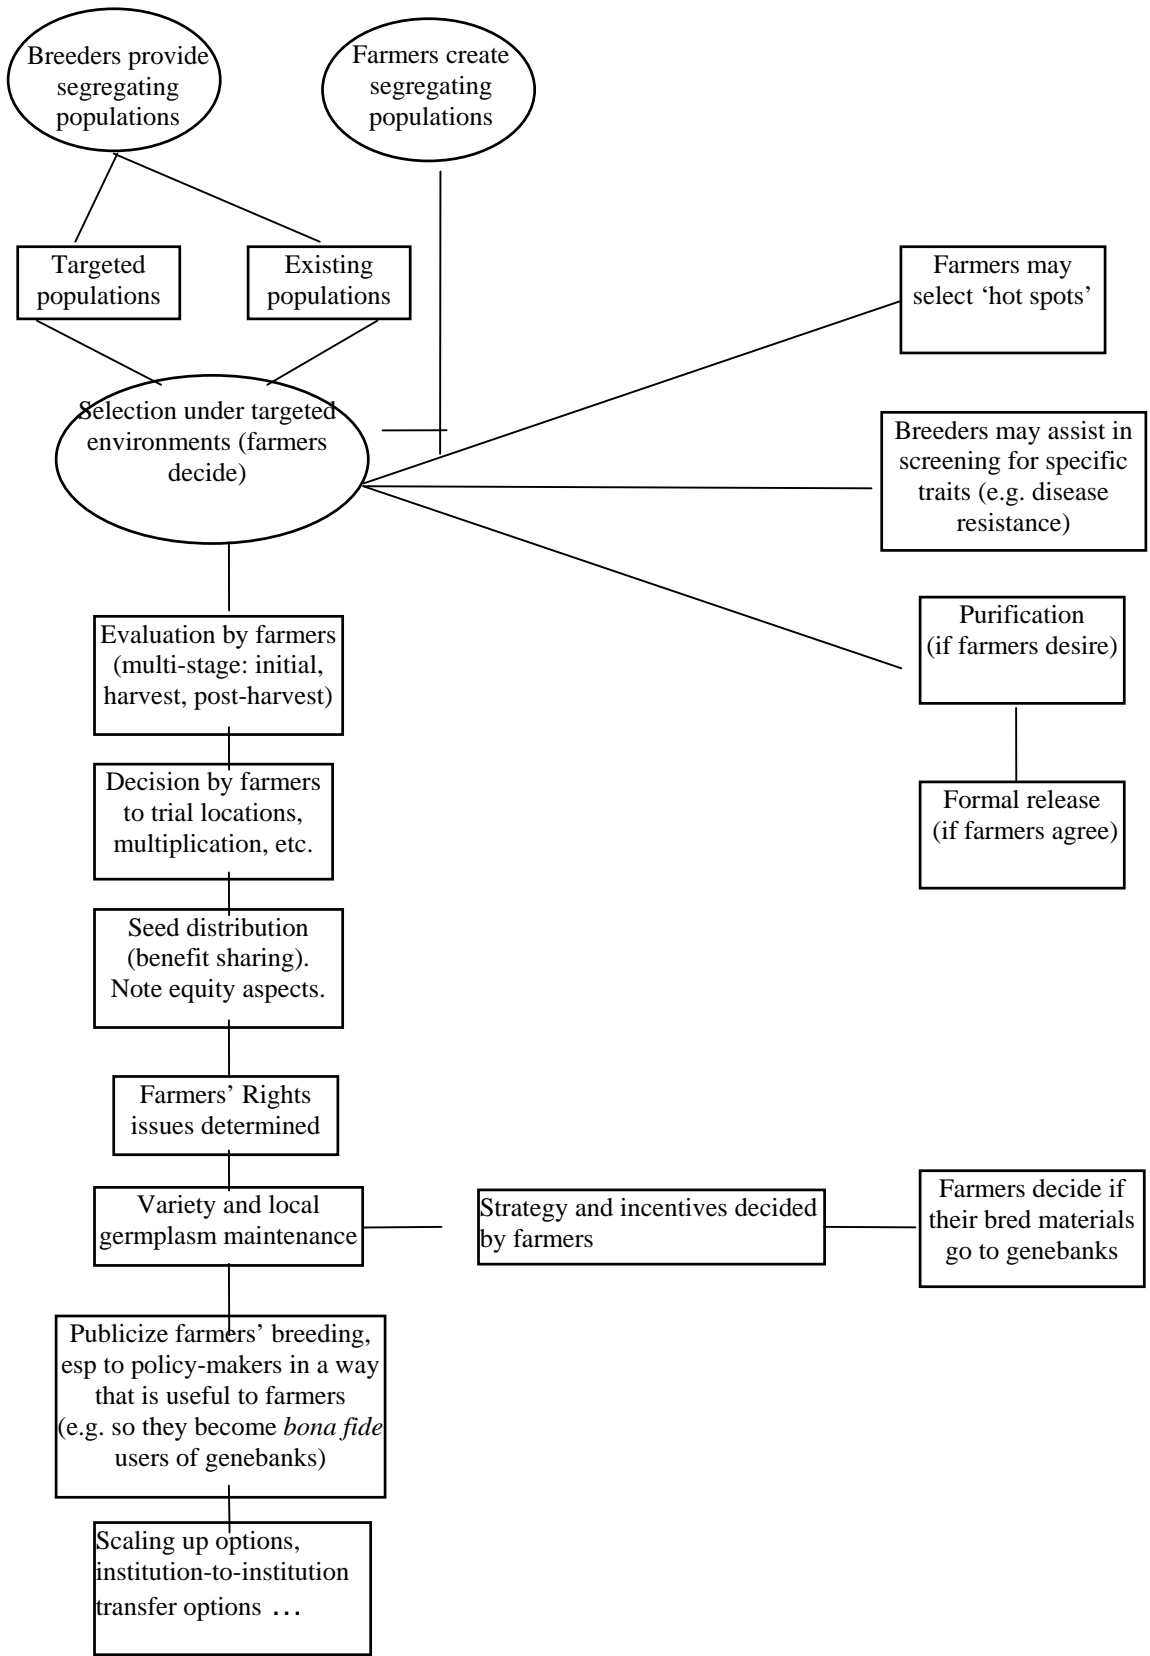 Breeders provide
segregating
populations
Farmers create
segregating
populations
Targeted
populations
Existing
populations
Farmers may
select ‘hot spots’
Selection under targeted
environments (farmers
decide)
Breeders may assist in
screening for specific
traits (e.g. disease
resistance)
Purification
(if farmers desire)
Evaluation by farmers
(multi-stage: initial,
harvest, post-harvest)
Decision by farmers
to trial locations,
multiplication, etc.
Formal release
(if farmers agree)
Seed distribution
(benefit sharing).
Note equity aspects.
Farmers’ Rights
issues determined
Variety and local
germplasm maintenance
Strategy and incentives decided
by farmers
Farmers decide if
their bred materials
go to genebanks
Publicize farmers’ breeding,
esp to policy-makers in a way
that is useful to farmers
(e.g. so they become bona fide
users of genebanks)
Scaling up options,
institution-to-institution
transfer options …